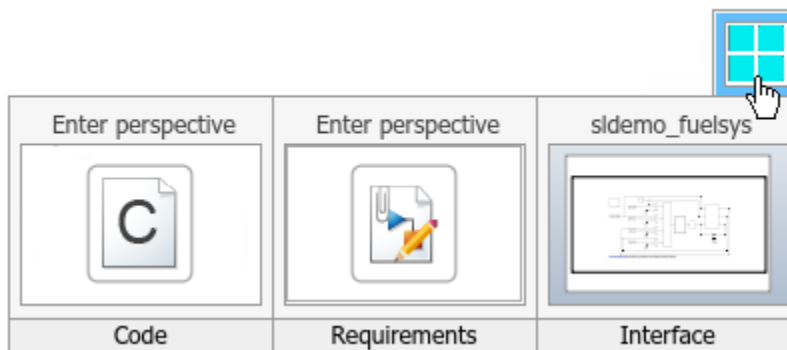 Enter perspective
Enter perspective
sldemo_fuelsys
C
Code
Requirements
Interface